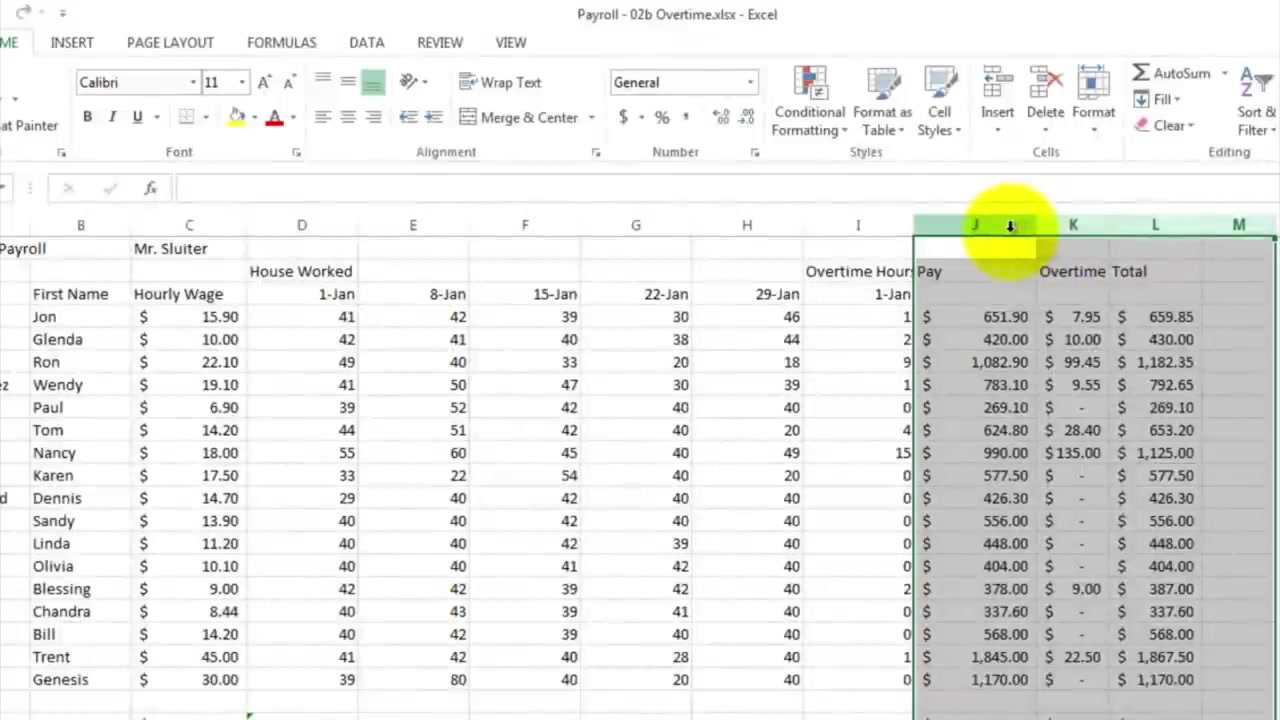 Payroll - 02b Overtime.xlsx - Excel
ME INSERT PAGE LAYOUT FORMULAS DATA REVIEW VIEW
Calibri 11 A A Wrap Text General AutoSum
at Painter B I U A Merge & Center $ % , .0 .00 Conditional Formatting Format as Table Cell Styles Insert Delete Format Fill Clear A Z Sort & Filter
Font Alignment Number Styles Cells Editing
fx
B C D E F G H I J K L M
Payroll Mr. Sluiter
House Worked Overtime Hours Pay Overtime Total
First Name Hourly Wage 1-Jan 8-Jan 15-Jan 22-Jan 29-Jan 1-Jan
Jon $ 15.90 41 42 39 30 46 1 $ 651.90 $ 7.95 $ 659.85
Glenda $ 10.00 42 41 40 38 44 2 $ 420.00 $ 10.00 $ 430.00
Ron $ 22.10 49 40 33 20 18 9 $ 1,082.90 $ 99.45 $ 1,182.35
ez Wendy $ 19.10 41 50 47 30 39 1 $ 783.10 $ 9.55 $ 792.65
Paul $ 6.90 39 52 42 40 40 0 $ 269.10 $ - $ 269.10
Tom $ 14.20 44 51 42 40 20 4 $ 624.80 $ 28.40 $ 653.20
Nancy $ 18.00 55 60 45 40 49 15 $ 990.00 $ 135.00 $ 1,125.00
Karen $ 17.50 33 22 54 40 20 0 $ 577.50 $ - $ 577.50
d Dennis $ 14.70 29 40 42 40 40 0 $ 426.30 $ - $ 426.30
Sandy $ 13.90 40 40 42 40 40 0 $ 556.00 $ - $ 556.00
Linda $ 11.20 40 40 42 39 40 0 $ 448.00 $ - $ 448.00
Olivia $ 10.10 40 40 41 42 40 0 $ 404.00 $ - $ 404.00
Blessing $ 9.00 42 42 39 42 40 2 $ 378.00 $ 9.00 $ 387.00
Chandra $ 8.44 40 43 39 41 40 0 $ 337.60 $ - $ 337.60
Bill $ 14.20 40 42 39 40 40 0 $ 568.00 $ - $ 568.00
Trent $ 45.00 41 42 40 28 40 1 $ 1,845.00 $ 22.50 $ 1,867.50
Genesis $ 30.00 39 80 40 20 40 0 $ 1,170.00 $ - $ 1,170.00